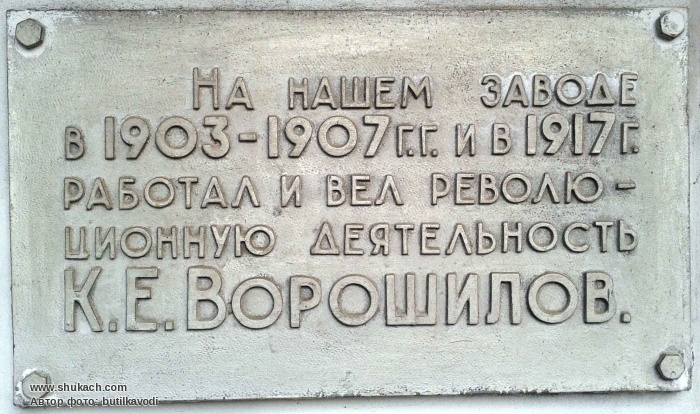 На нашем заводе
в 1903-1907 г.г. и в 1917 г.
работал и вел револю-
ционную деятельность
К.Е. Ворошилов.
www.shukach.com
Автор фото: butilkavodi